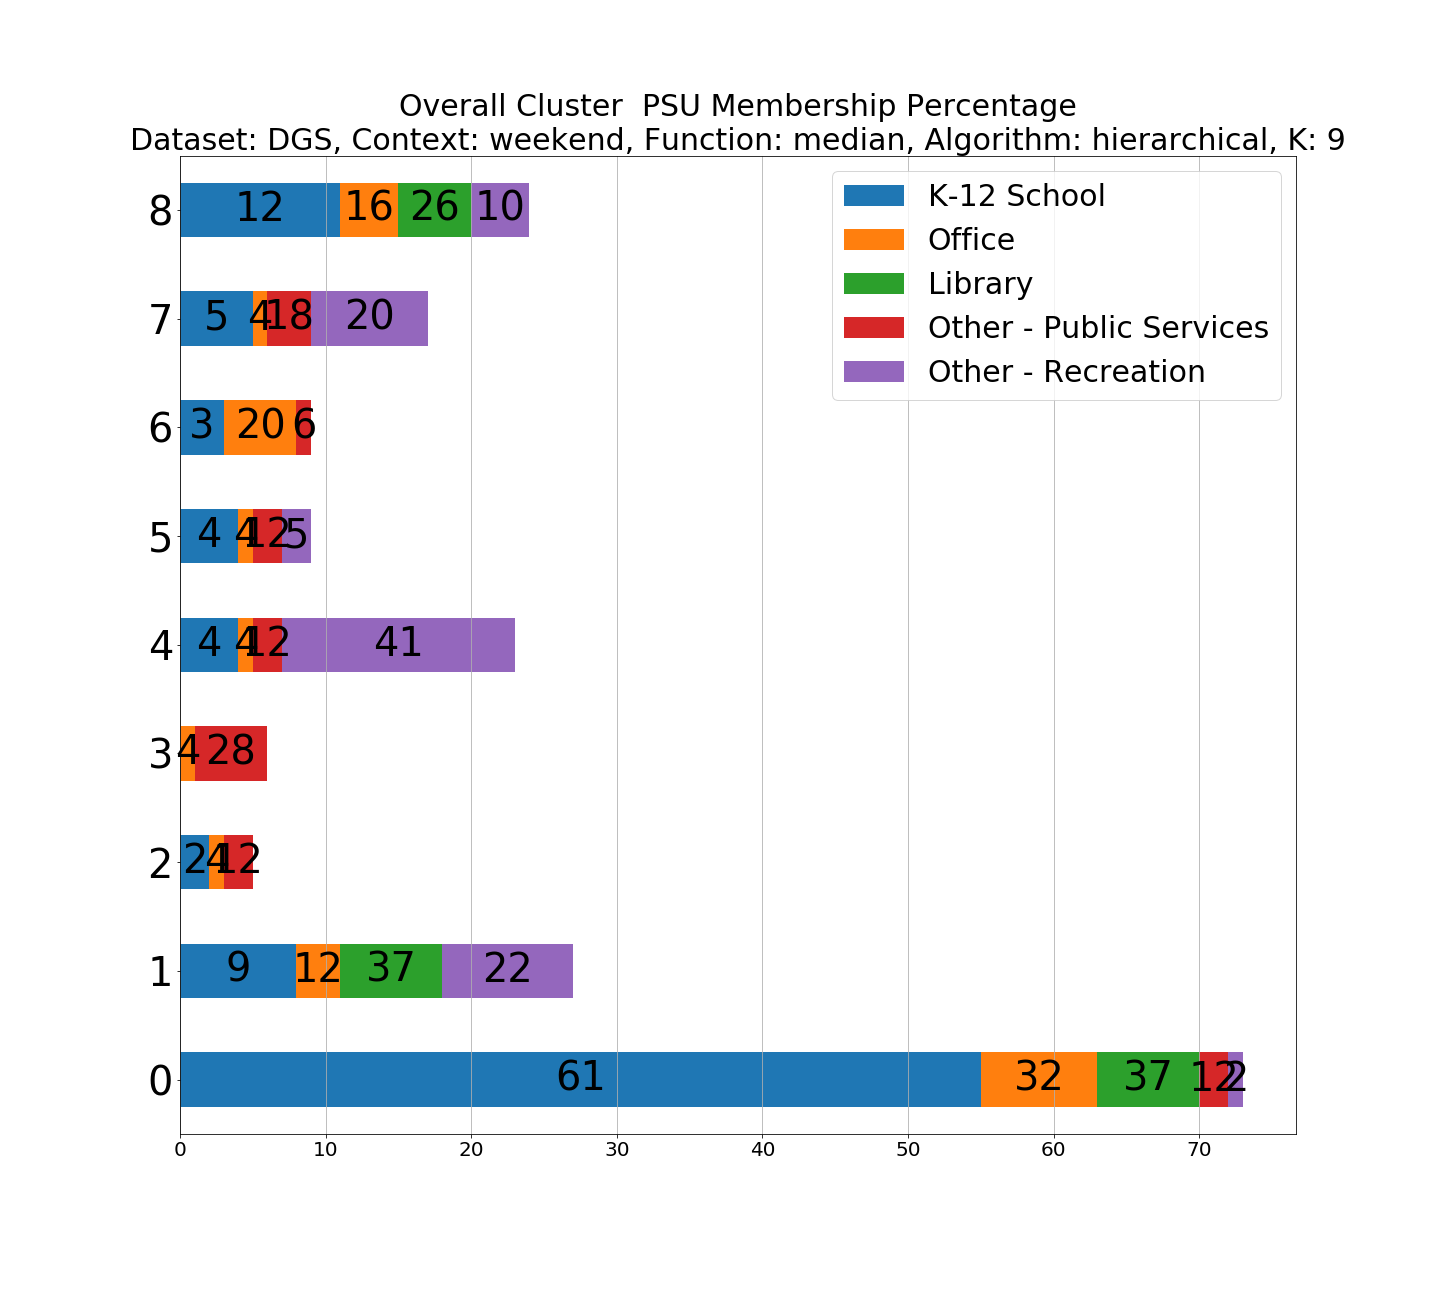 Overall Cluster  PSU Membership Percentage
Dataset: DGS, Context: weekend, Function: median, Algorithm: hierarchical, K: 9
K-12 School
Office
Library
Other - Public Services
Other - Recreation
8 12 16 26 10
7 5 4 18 20
6 3 20 6
5 4 4 12 5
4 4 4 12 41
3 4 28
2 2 4 12
1 9 12 37 22
0 61 32 37 12 2
0 10 20 30 40 50 60 70